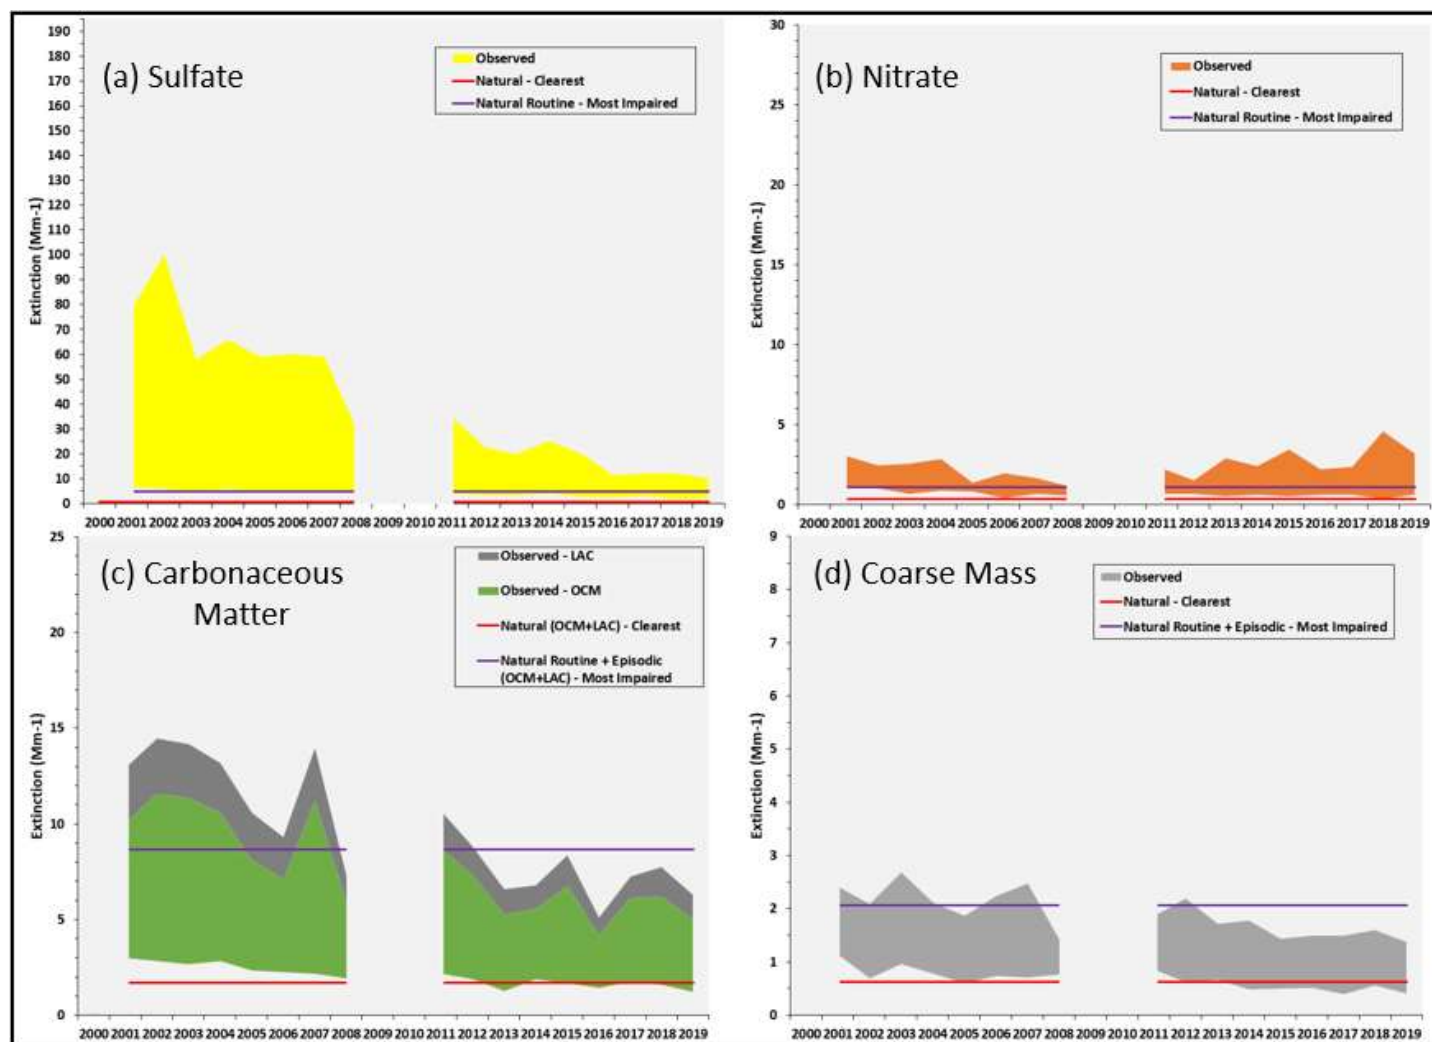 (a) Sulfate
Observed
Natural - Clearest
Natural Routine - Most Impaired
Extinction (Mm-1)
190
180
170
160
150
140
130
120
110
100
90
80
70
60
50
40
30
20
10
0
2000 2001 2002 2003 2004 2005 2006 2007 2008 2009 2010 2011 2012 2013 2014 2015 2016 2017 2018 2019
(b) Nitrate
Observed
Natural - Clearest
Natural Routine - Most Impaired
Extinction (Mm-1)
30
25
20
15
10
5
0
2000 2001 2002 2003 2004 2005 2006 2007 2008 2009 2010 2011 2012 2013 2014 2015 2016 2017 2018 2019
(c) Carbonaceous
Matter
Observed - LAC
Observed - OCM
Natural (OCM+LAC) - Clearest
Natural Routine + Episodic
(OCM+LAC) - Most Impaired
Extinction (Mm-1)
25
20
15
10
5
0
2000 2001 2002 2003 2004 2005 2006 2007 2008 2009 2010 2011 2012 2013 2014 2015 2016 2017 2018 2019
(d) Coarse Mass
Observed
Natural - Clearest
Natural Routine + Episodic - Most Impaired
Extinction (Mm-1)
9
8
7
6
5
4
3
2
1
0
2000 2001 2002 2003 2004 2005 2006 2007 2008 2009 2010 2011 2012 2013 2014 2015 2016 2017 2018 2019